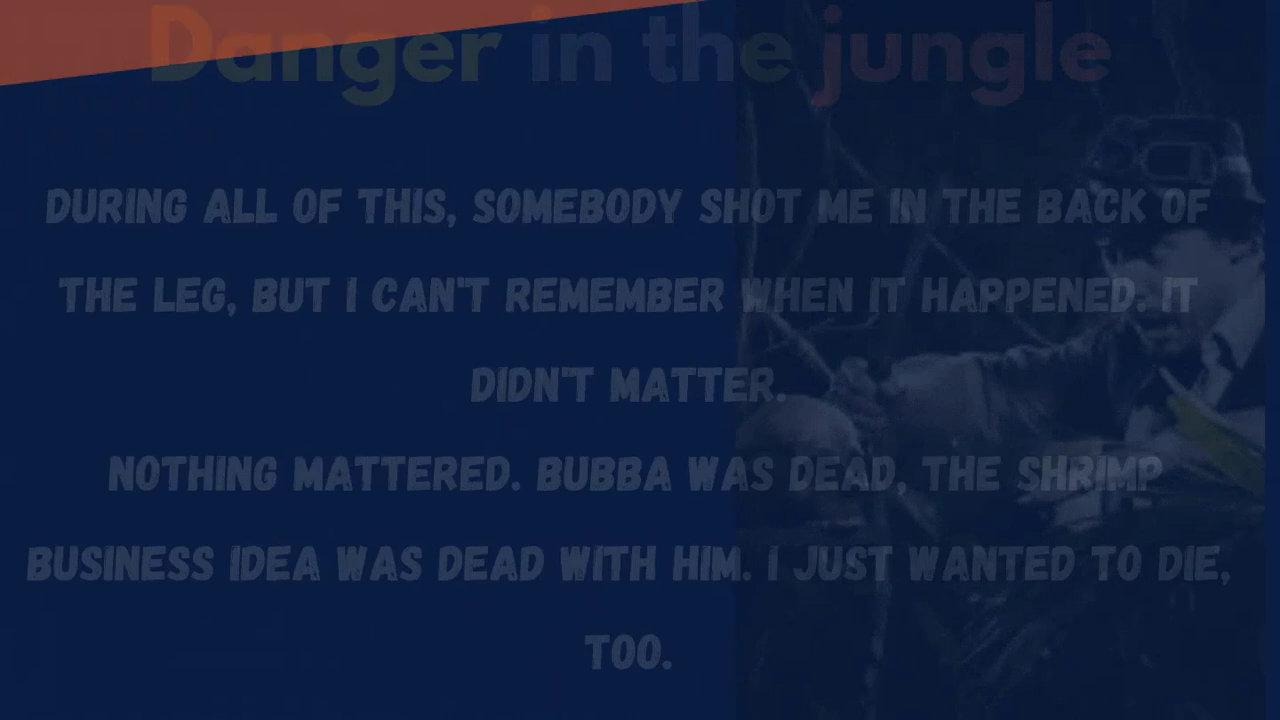 Danger in the jungle
DURING ALL OF THIS, SOMEBODY SHOT ME IN THE BACK OF
THE LEG, BUT I CAN'T REMEMBER WHEN IT HAPPENED. IT
DIDN'T MATTER.
NOTHING MATTERED. BUBBA WAS DEAD, THE SHRIMP
BUSINESS IDEA WAS DEAD WITH HIM. I JUST WANTED TO DIE,
TOO.